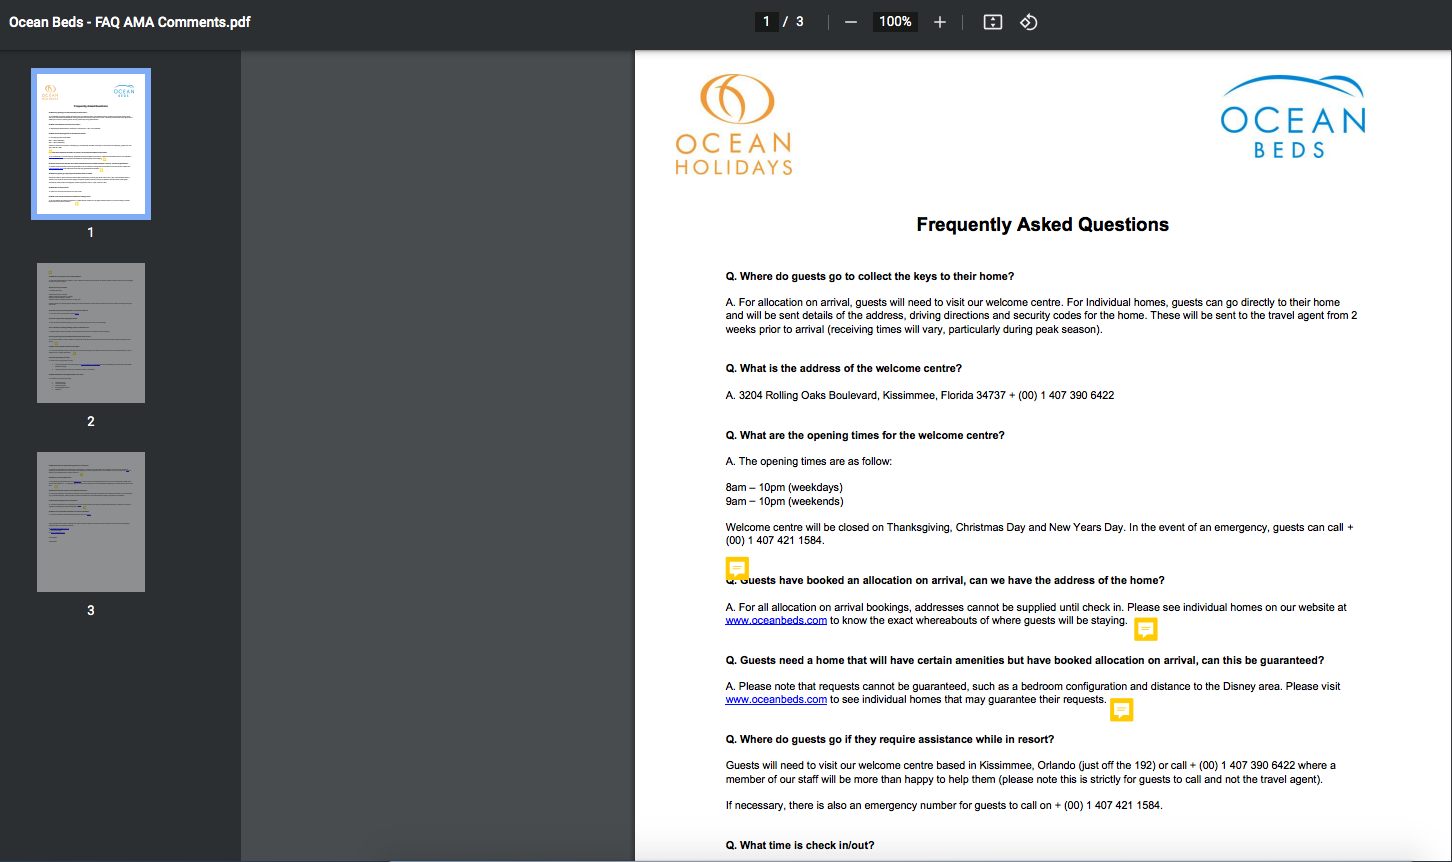 Ocean Beds - FAQ AMA Comments.pdf
1 / 3
100%
1
2
3
OCEAN
HOLIDAYS
OCEAN
BEDS
Frequently Asked Questions
Q. Where do guests go to collect the keys to their home?
A. For allocation on arrival, guests will need to visit our welcome centre. For Individual homes, guests can go directly to their home
and will be sent details of the address, driving directions and security codes for the home. These will be sent to the travel agent from 2
weeks prior to arrival (receiving times will vary, particularly during peak season).
Q. What is the address of the welcome centre?
A. 3204 Rolling Oaks Boulevard, Kissimmee, Florida 34737 + (00) 1 407 390 6422
Q. What are the opening times for the welcome centre?
A. The opening times are as follow:
8am – 10pm (weekdays)
9am – 10pm (weekends)
Welcome centre will be closed on Thanksgiving, Christmas Day and New Years Day. In the event of an emergency, guests can call +
(00) 1 407 421 1584.
Q. Guests have booked an allocation on arrival, can we have the address of the home?
A. For all allocation on arrival bookings, addresses cannot be supplied until check in. Please see individual homes on our website at
www.oceanbeds.com to know the exact whereabouts of where guests will be staying.
Q. Guests need a home that will have certain amenities but have booked allocation on arrival, can this be guaranteed?
A. Please note that requests cannot be guaranteed, such as a bedroom configuration and distance to the Disney area. Please visit
www.oceanbeds.com to see individual homes that may guarantee their requests.
Q. Where do guests go if they require assistance while in resort?
Guests will need to visit our welcome centre based in Kissimmee, Orlando (just off the 192) or call + (00) 1 407 390 6422 where a
member of our staff will be more than happy to help them (please note this is strictly for guests to call and not the travel agent).
If necessary, there is also an emergency number for guests to call on + (00) 1 407 421 1584.
Q. What time is check in/out?